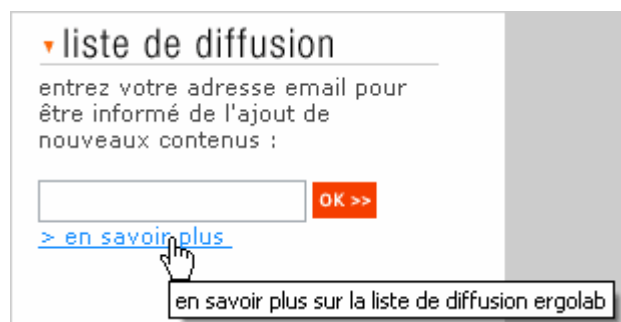 liste de diffusion
entrez votre adresse email pour
être informé de l'ajout de
nouveaux contenus :
OK >>
> en savoir plus
en savoir plus sur la liste de diffusion ergolab